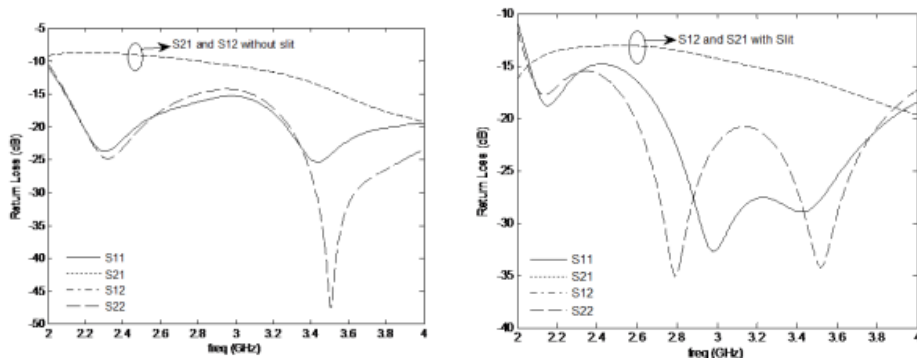 -5
S21 and S12 without slit
-10
-15
-20
-25
-30
-35
-40
-45
-50
Return Loss (dB)
S11
S21
S12
S22
2 2.2 2.4 2.6 2.8 3 3.2 3.4 3.6 3.8 4
freq (GHz)
-10
S12 and S21 with Slit
-15
-20
-25
-30
-35
-40
Return Loss (dB)
S11
S21
S12
S22
2 2.2 2.4 2.6 2.8 3 3.2 3.4 3.6 3.8 4
freq (GHz)